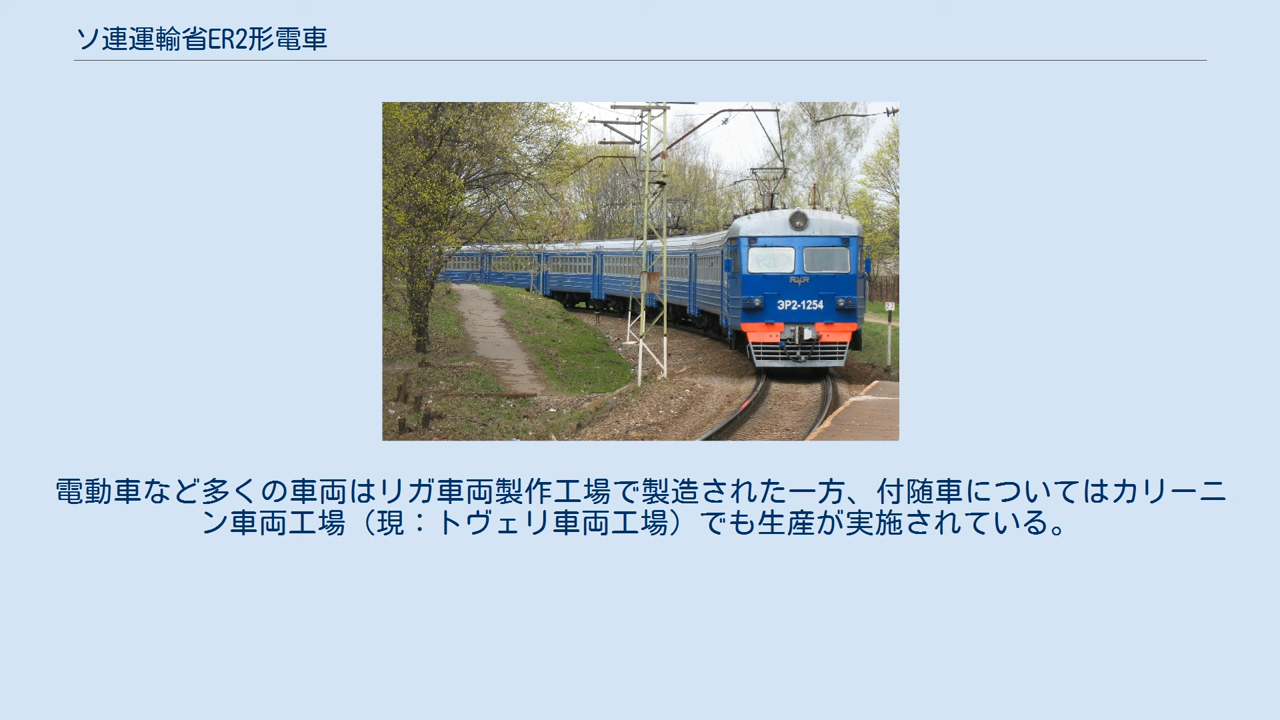 ソ連運輸省ER2形電車
ЭР2-1254
電動車など多くの車両はリガ車両製作工場で製造された一方、付随車についてはカリーニ
ン車両工場（現：トヴェリ車両工場）でも生産が実施されている。